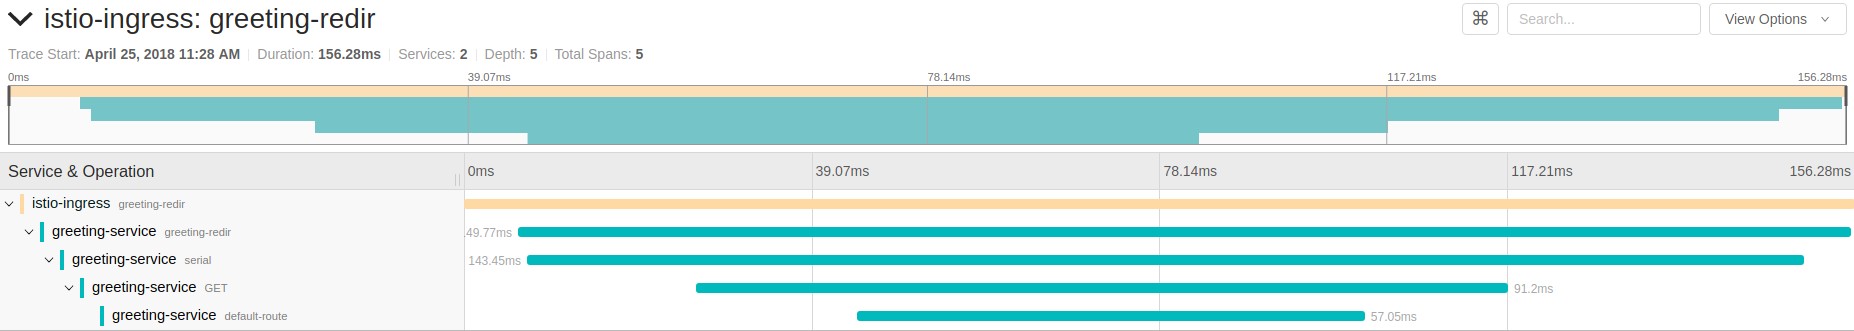 istio-ingress: greeting-redir
⌘ Search... View Options
Trace Start: April 25, 2018 11:28 AM Duration: 156.28ms Services: 2 Depth: 5 Total Spans: 5
0ms 39.07ms 78.14ms 117.21ms 156.28ms
Service & Operation 0ms 39.07ms 78.14ms 117.21ms 156.28ms
istio-ingress greeting-redir
greeting-service greeting-redir 49.77ms
greeting-service serial 143.45ms
greeting-service GET 91.2ms
greeting-service default-route 57.05ms